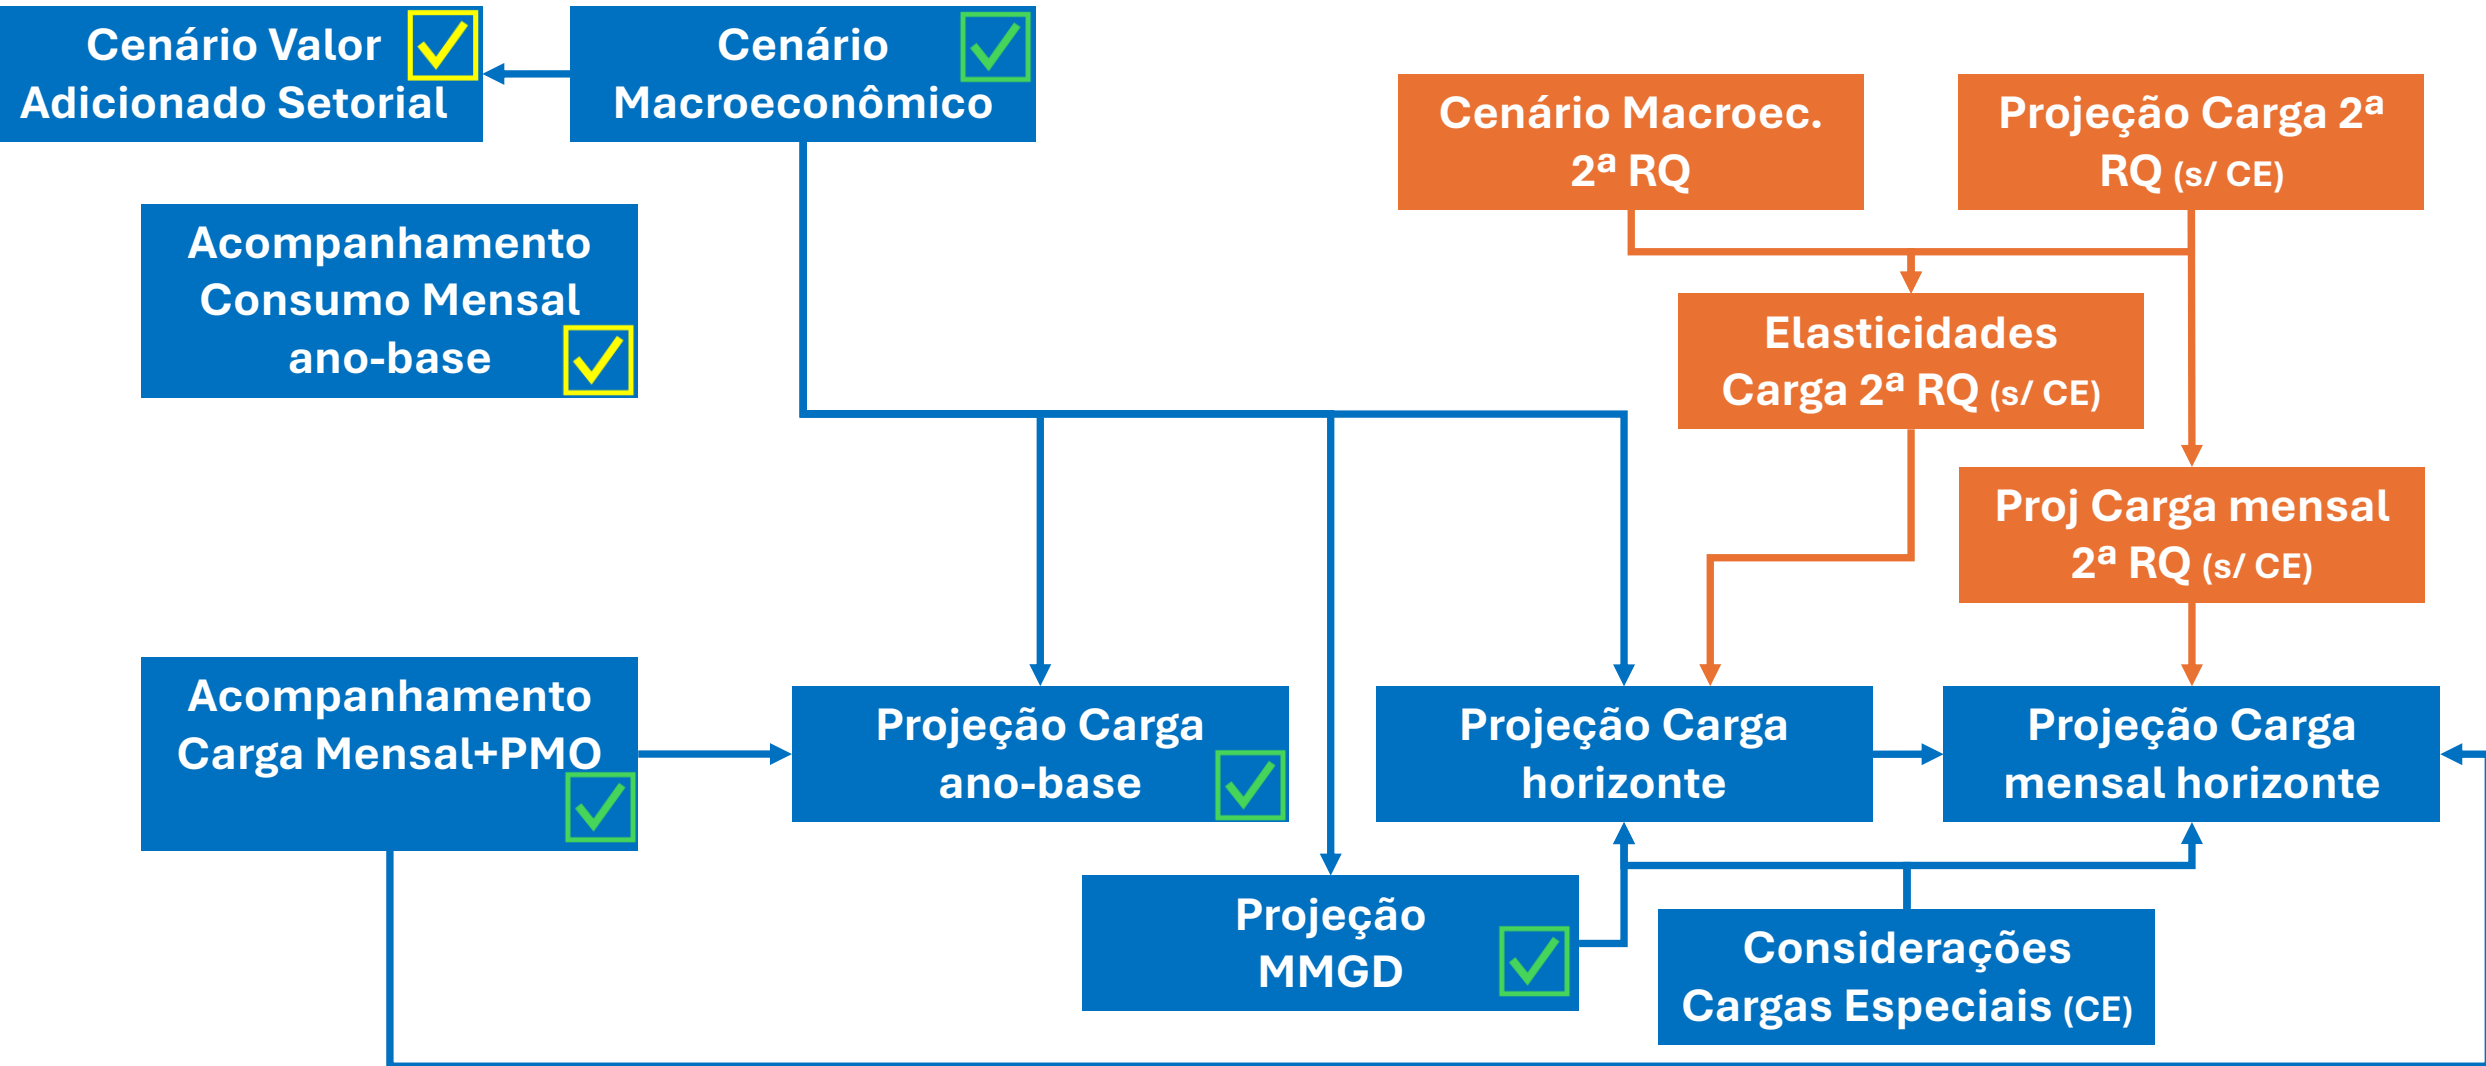 Cenário Valor
Adicionado Setorial
Cenário
Macroeconômico
Cenário Macroec.
2ª RQ
Projeção Carga 2ª
RQ (s/ CE)
Acompanhamento
Consumo Mensal
ano-base
Elasticidades
Carga 2ª RQ (s/ CE)
Proj Carga mensal
2ª RQ (s/ CE)
Acompanhamento
Carga Mensal+PMO
Projeção Carga
ano-base
Projeção Carga
horizonte
Projeção Carga
mensal horizonte
Projeção
MMGD
Considerações
Cargas Especiais (CE)